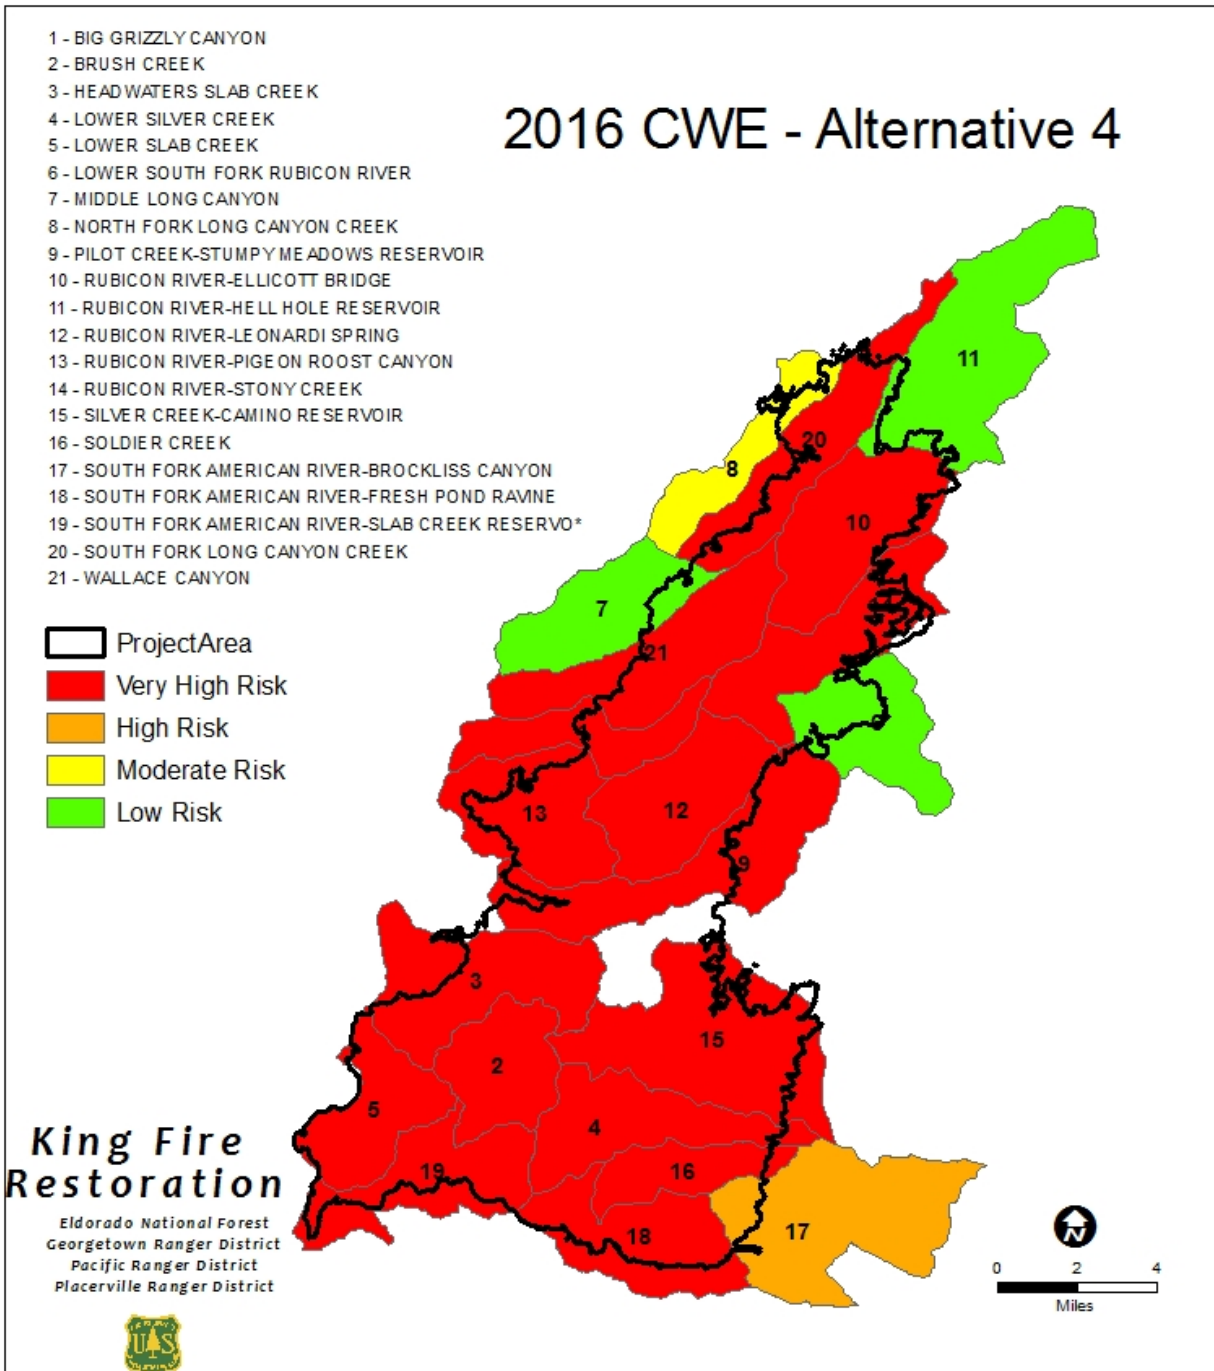 1 - BIG GRIZZLY CANYON
2 - BRUSH CREEK
3 - HEADWATERS SLAB CREEK
4 - LOWER SILVER CREEK
5 - LOWER SLAB CREEK
6 - LOWER SOUTH FORK RUBICON RIVER
7 - MIDDLE LONG CANYON
8 - NORTH FORK LONG CANYON CREEK
9 - PILOT CREEK-STUMPY MEADOWS RESERVOIR
10 - RUBICON RIVER-ELLICOTT BRIDGE
11 - RUBICON RIVER-HELL HOLE RESERVOIR
12 - RUBICON RIVER-LEONARDI SPRING
13 - RUBICON RIVER-PIGEON ROOST CANYON
14 - RUBICON RIVER-STONY CREEK
15 - SILVER CREEK-CAMINO RESERVOIR
16 - SOLDIER CREEK
17 - SOUTH FORK AMERICAN RIVER-BROCKLISS CANYON
18 - SOUTH FORK AMERICAN RIVER-FRESH POND RAVINE
19 - SOUTH FORK AMERICAN RIVER-SLAB CREEK RESERVO*
20 - SOUTH FORK LONG CANYON CREEK
21 - WALLACE CANYON
2016 CWE - Alternative 4
ProjectArea
Very High Risk
High Risk
Moderate Risk
Low Risk
11
20
8
10
7
21
13
12
9
3
15
2
5
4
19
16
18
17
King Fire
Restoration
Eldorado National Forest
Georgetown Ranger District
Pacific Ranger District
Placerville Ranger District
US
N
0 2 4
Miles